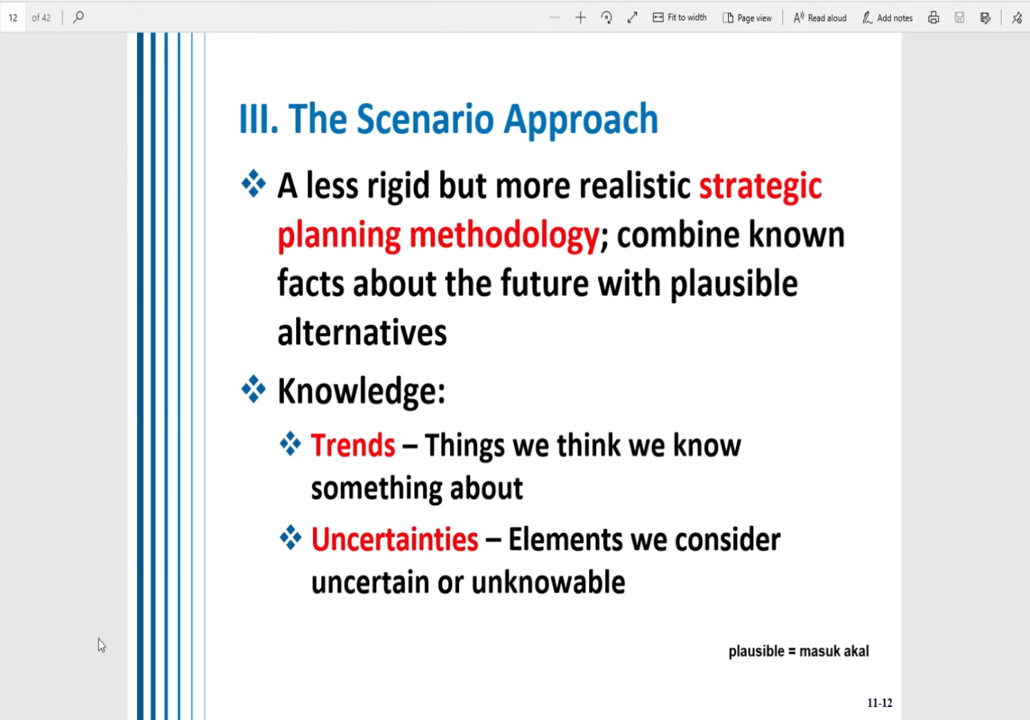 12 of 42 Fit to width Page view Read aloud Add notes
III. The Scenario Approach
A less rigid but more realistic strategic
planning methodology; combine known
facts about the future with plausible
alternatives
Knowledge:
Trends – Things we think we know
something about
Uncertainties – Elements we consider
uncertain or unknowable
plausible = masuk akal
11-12